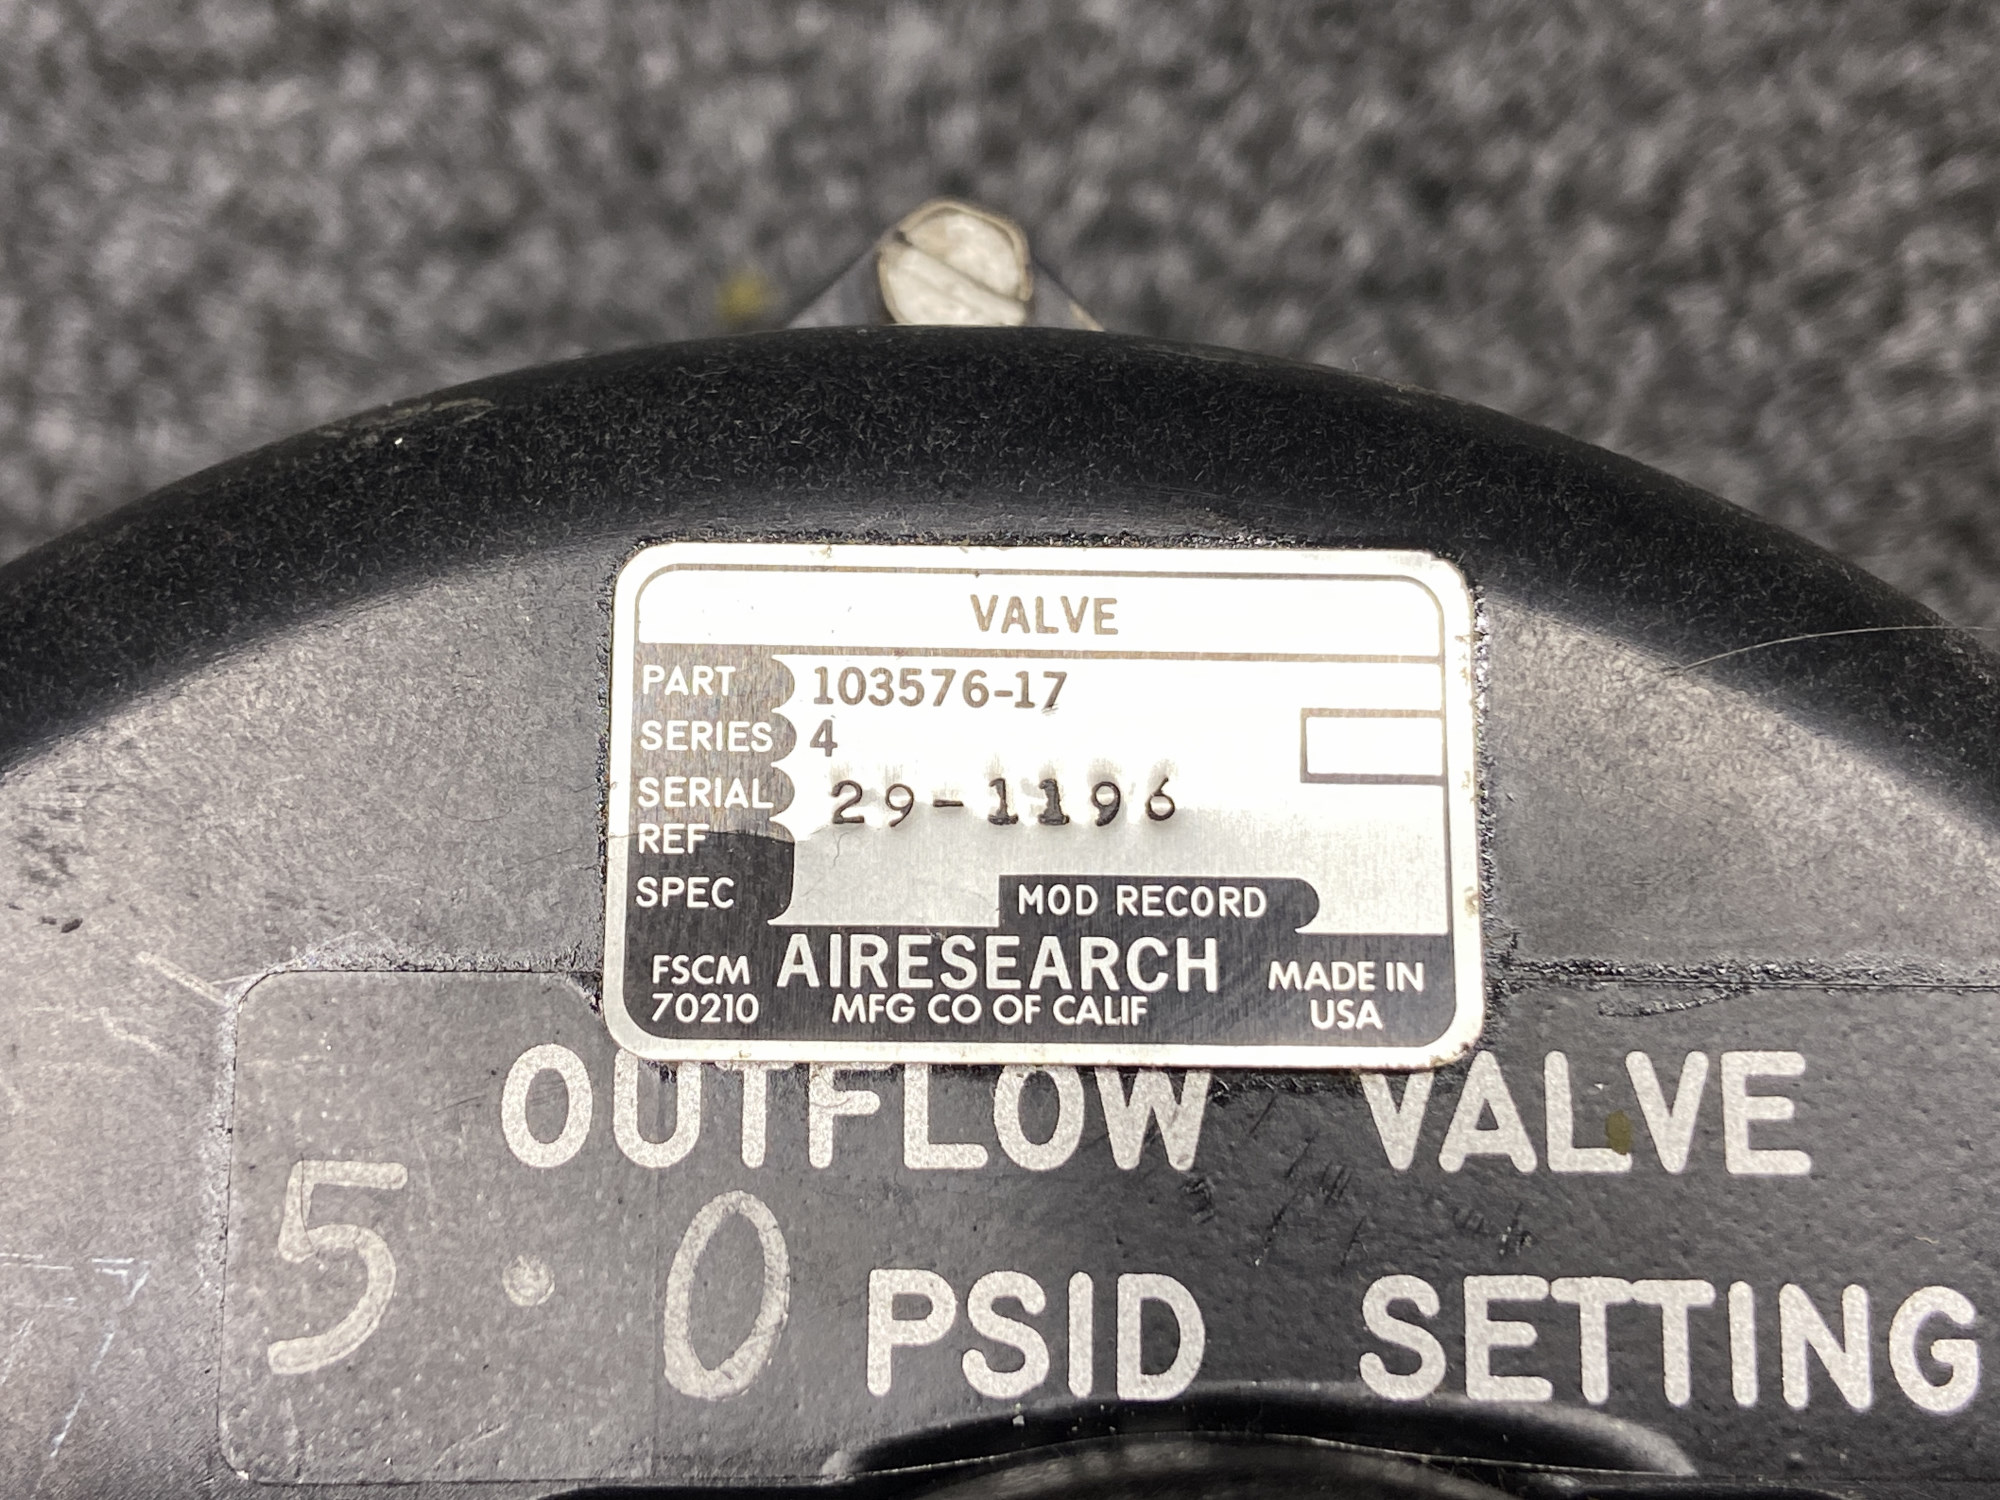 VALVE
PART 103576-17
SERIES 4
SERIAL 29-1196
REF
SPEC
MOD RECORD
FSCM 70210
AIRESEARCH
MFG CO OF CALIF
MADE IN USA
OUTFLOW VALVE
5.0 PSID SETTING